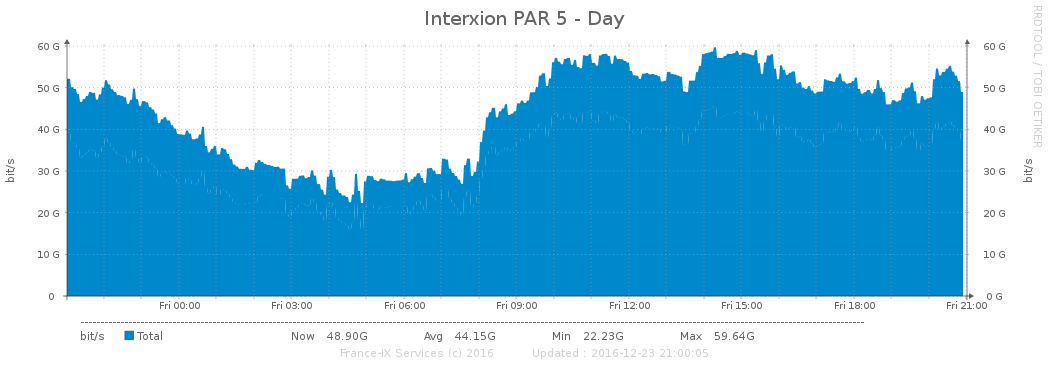 Interxion PAR 5 - Day
RRDTOOL / TOBI OETIKER
60 G 60 G
50 G 50 G
40 G 40 G
30 G 30 G
20 G 20 G
10 G 10 G
0 0 G
bit/s bit/s
Fri 00:00 Fri 03:00 Fri 06:00 Fri 09:00 Fri 12:00 Fri 15:00 Fri 18:00 Fri 21:00
bit/s Total Now 48.90G Avg 44.15G Min 22.23G Max 59.64G
France-IX Services (c) 2016 Updated : 2016-12-23 21:00:05